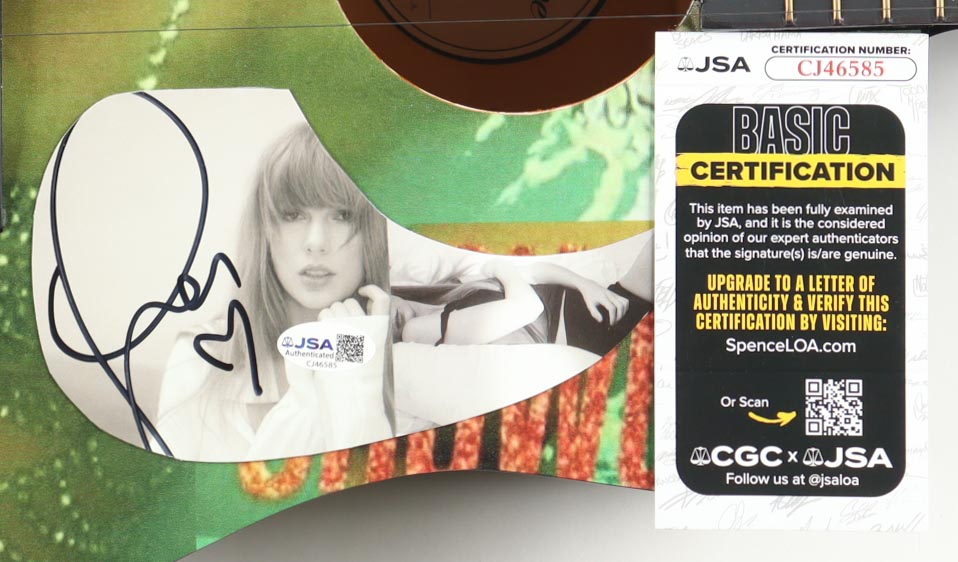 JSA
CERTIFICATION NUMBER:
CJ46585
BASIC
CERTIFICATION
This item has been fully examined
by JSA, and it is the considered
opinion of our expert authenticators
that the signature(s) is/are genuine.
UPGRADE TO A LETTER OF
AUTHENTICITY & VERIFY THIS
CERTIFICATION BY VISITING:
SpenceLOA.com
Or Scan
CGC x JSA
Follow us at @jsaloa
JSA
Authenticated
CJ46585